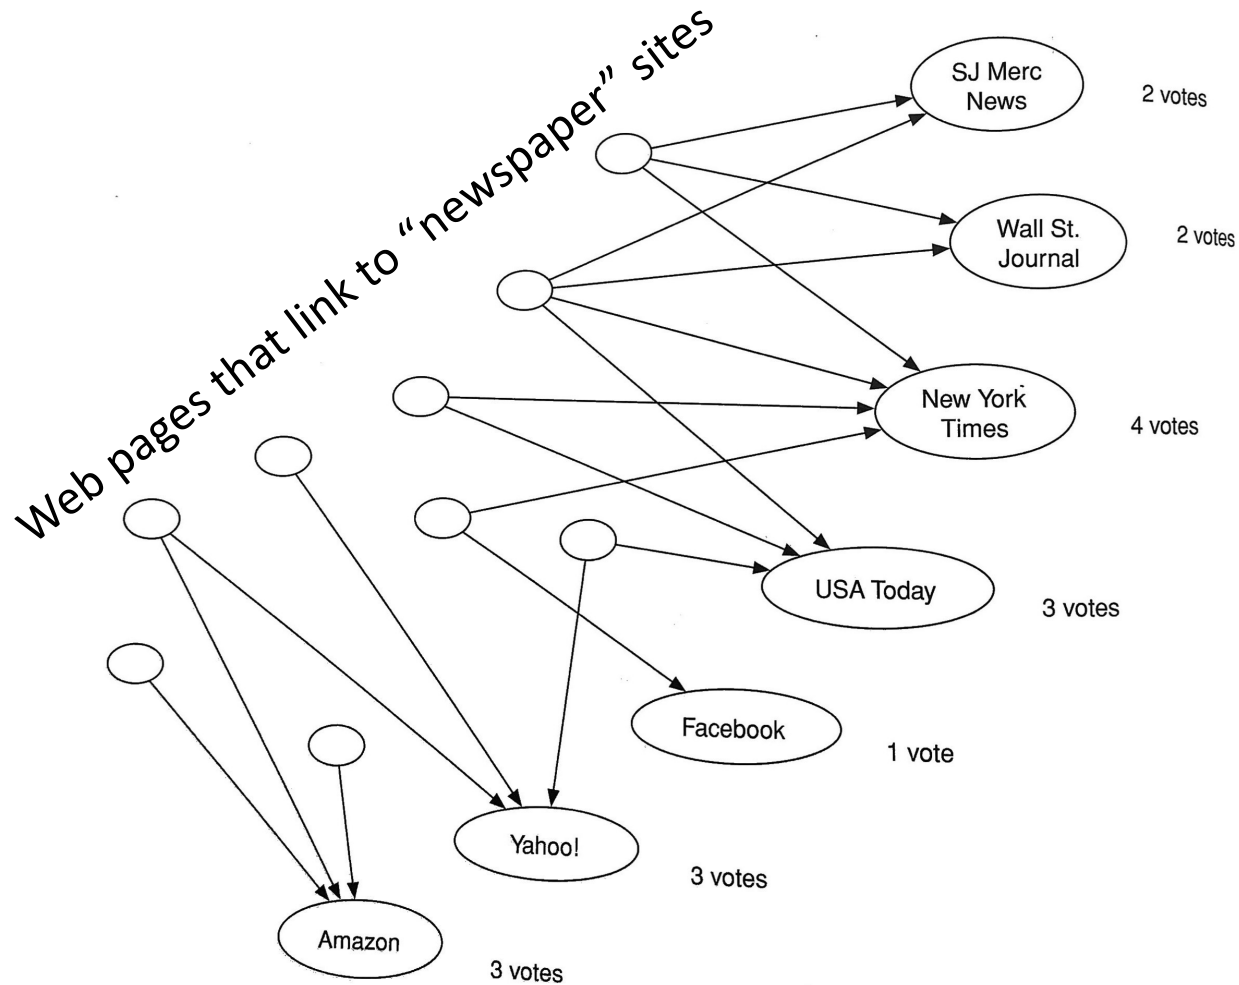 Web pages that link to “newspaper” sites
SJ Merc
News
2 votes
Wall St.
Journal
2 votes
New York
Times
4 votes
USA Today
3 votes
Facebook
1 vote
Yahoo!
3 votes
Amazon
3 votes